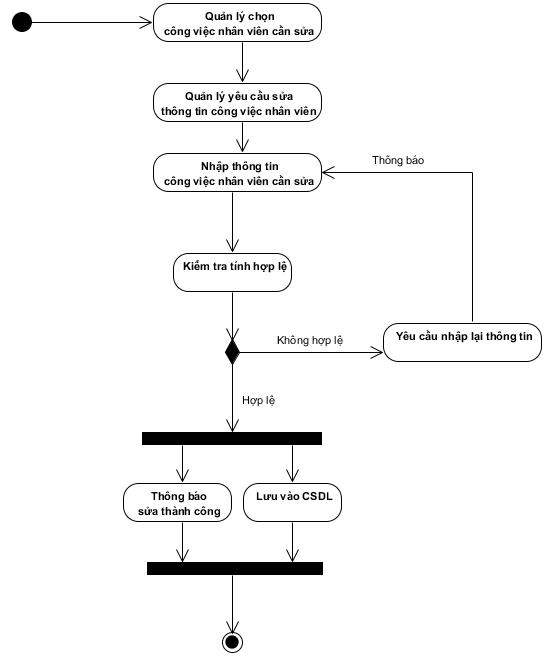 Quản lý chọn
công việc nhân viên cần sửa
Quản lý yêu cầu sửa
thông tin công việc nhân viên
Nhập thông tin
công việc nhân viên cần sửa
Thông báo
Kiểm tra tính hợp lệ
Không hợp lệ
Yêu cầu nhập lại thông tin
Hợp lệ
Thông báo
sửa thành công
Lưu vào CSDL